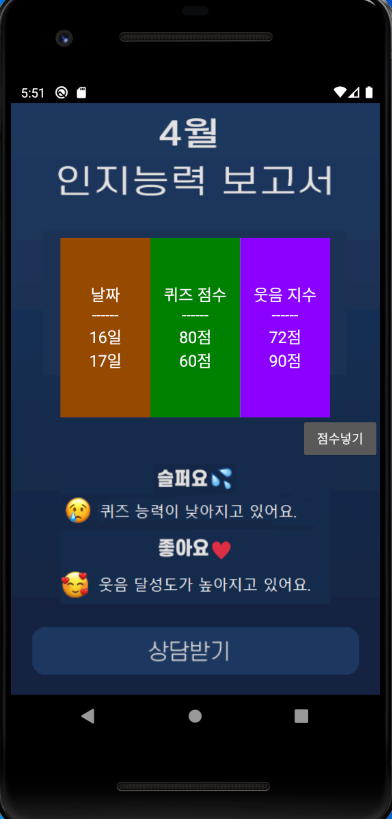 5:51
4월
인지능력 보고서
날짜 퀴즈 점수 웃음 지수
------ ------ ------
16일 80점 72점
17일 60점 90점
점수넣기
슬퍼요💦
😢 퀴즈 능력이 낮아지고 있어요.
좋아요♥
🥰 웃음 달성도가 높아지고 있어요.
상담받기